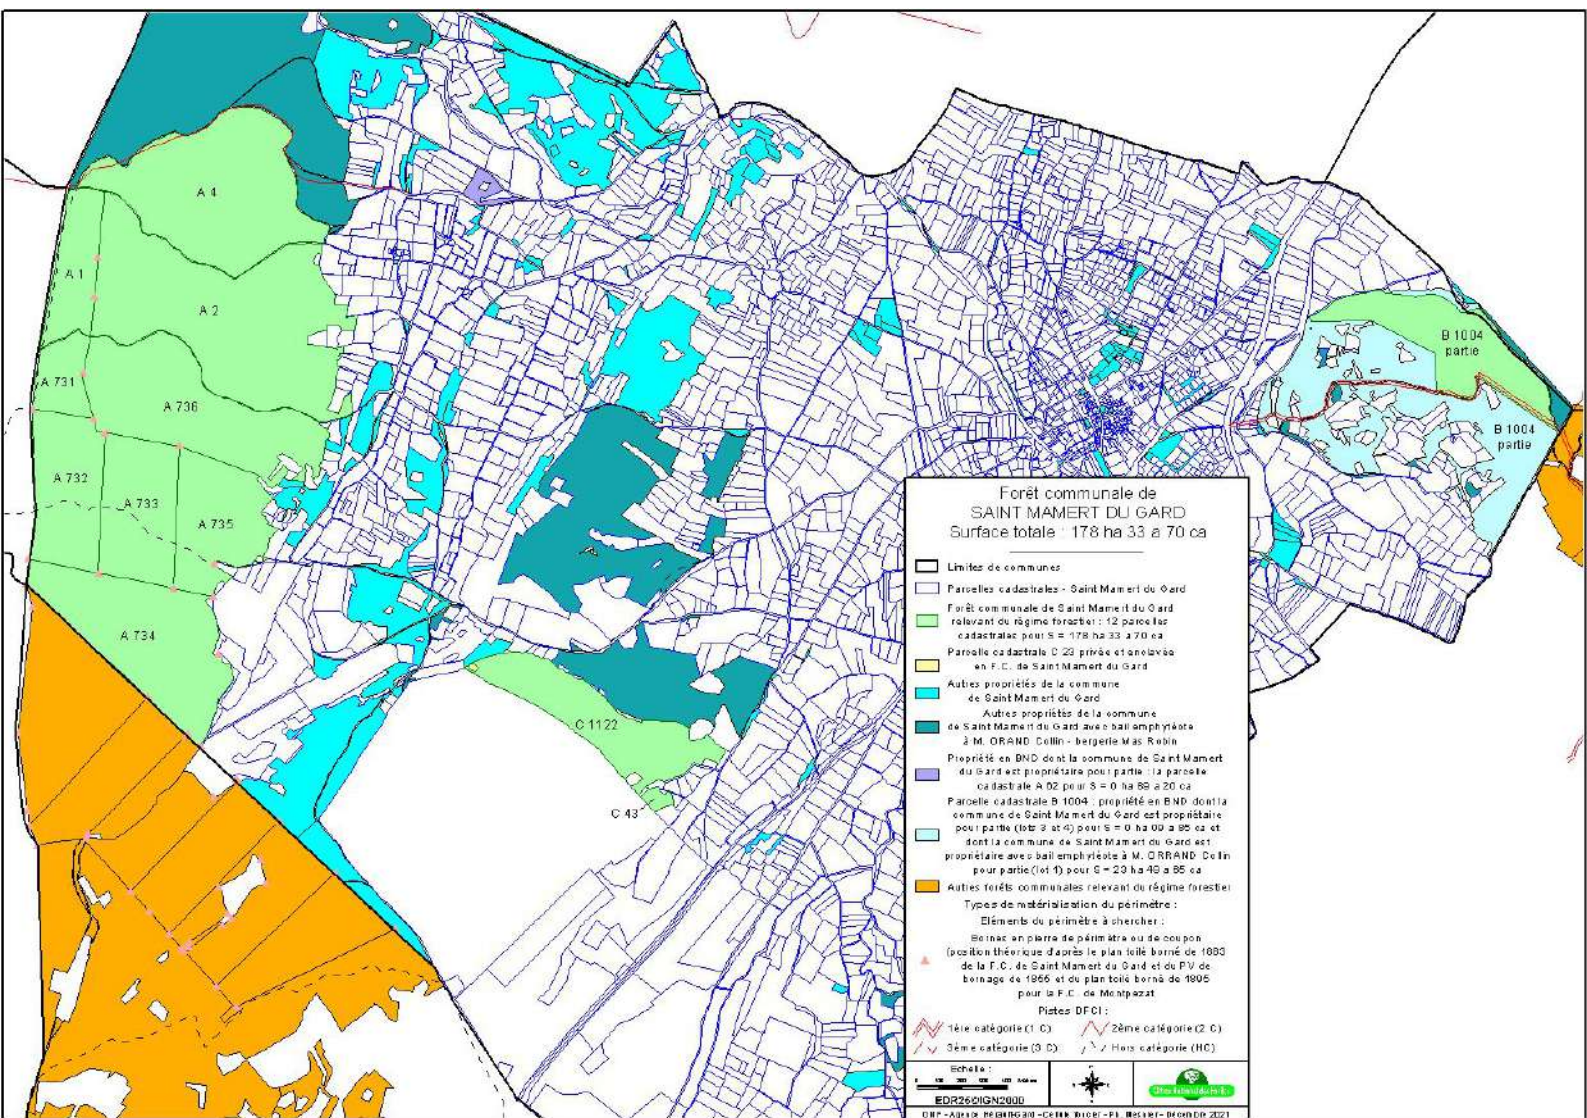 A 4
A 1
A 2
B 1004
partie
A 731
A 736
B 1004
partie
A 732
A 733
A 735
A 734
C 1122
C 43
Forêt communale de
SAINT MAMERT DU GARD
Surface totale : 178 ha 33 a 70 ca
Limites de communes
Parcelles cadastrales - Saint Mamert du Gard
Forêt communale de Saint Mamert du Gard
relevant du régime forestier : 12 parcelles
cadastrales pour S = 178 ha 33 a 70 ca
Parcelle cadastrale C 23 privée et enclavée
en F.C. de Saint Mamert du Gard
Autres propriétés de la commune
de Saint Mamert du Gard
Autres propriétés de la commune
de Saint Mamert du Gard avec bail emphytéote
à M. ORAND Collin - bergerie Mas Robin
Propriété en BND dont la commune de Saint Mamert
du Gard est propriétaire pour partie : la parcelle
cadastrale A 62 pour S = 0 ha 89 a 20 ca
Parcelle cadastrale B 1004 : propriété en BND dont la
commune de Saint Mamert du Gard est propriétaire
pour partie (lots 3 et 4) pour S = 0 ha 09 a 85 ca et
dont la commune de Saint Mamert du Gard est
propriétaire avec bail emphytéote à M. ORRAND Collin
pour partie (lot 1) pour S = 23 ha 49 a 65 ca
Autres forêts communales relevant du régime forestier
Types de matérialisation du périmètre :
Eléments du périmètre à chercher :
Bornes en pierre de périmètre ou de coupon
(position théorique d'après le plan toilé borné de 1883
de la F.C. de Saint Mamert du Gard et du PV de
bornage de 1866 et du plan toilé borné de 1895
pour la F.C. de Montpezat
Pistes DFCI :
1ère catégorie (1 C) 2ème catégorie (2 C)
3ème catégorie (3 C) Hors catégorie (HC)
Echelle :
EDR25©IGN2000
ONF - Agence Hérault-Gard - Cellule foncier - Ph. Mesnier - Décembre 2021